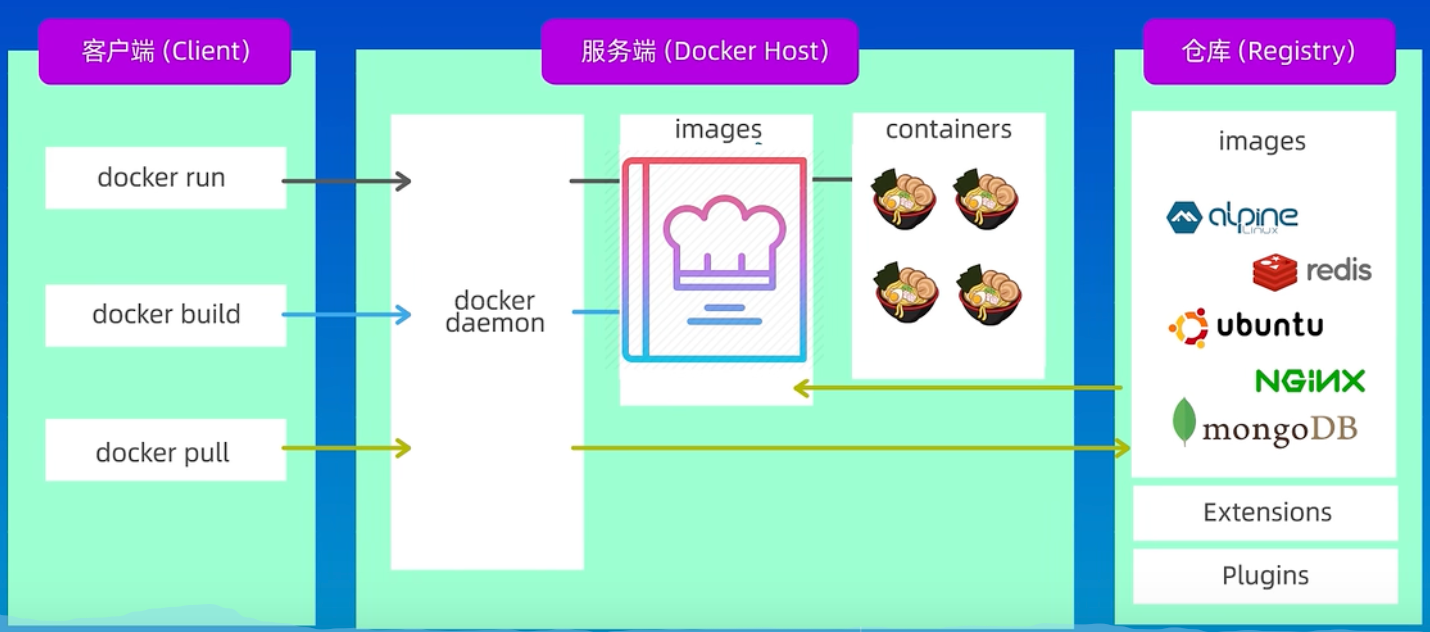 客户端 (Client)
服务端 (Docker Host)
仓库 (Registry)
docker run
docker build
docker pull
docker
daemon
images
containers
images
alpine
Linux
redis
ubuntu
NGINX
mongoDB
Extensions
Plugins